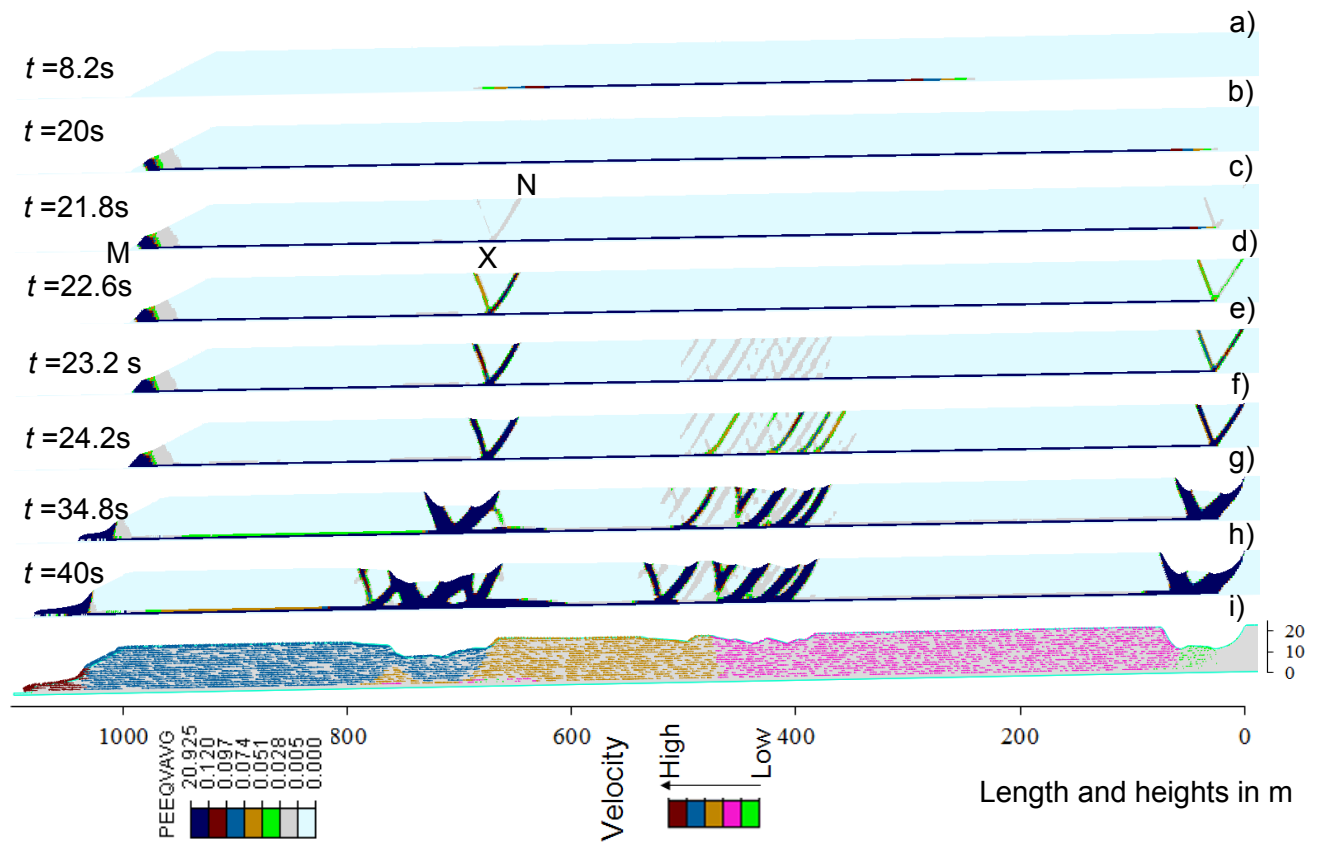 a)
t =8.2s
b)
t =20s
c)
N
t =21.8s
M
X
d)
t =22.6s
e)
t =23.2 s
f)
t =24.2s
g)
t =34.8s
h)
t =40s
i)
20
10
0
1000 800 600 400 200 0
PEEQVAVG
20.925
0.120
0.097
0.074
0.051
0.028
0.005
0.000
Velocity
High
Low
Length and heights in m